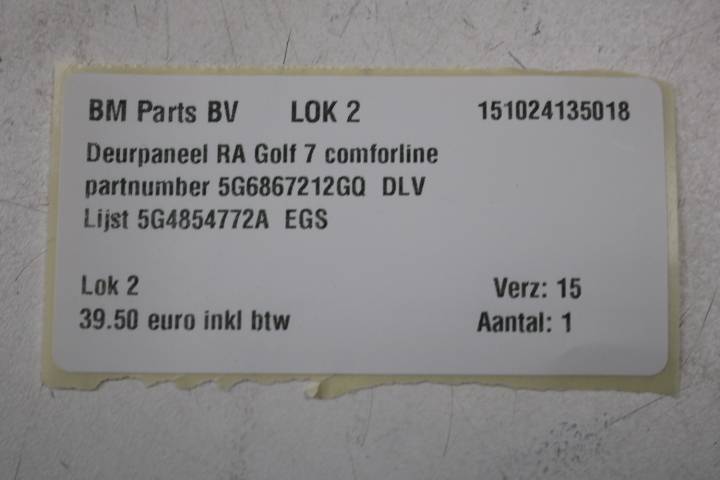 BM Parts BV LOK 2 151024135018
Deurpaneel RA Golf 7 comforline
partnumber 5G6867212GQ DLV
Lijst 5G4854772A EGS
Lok 2 Verz: 15
39.50 euro inkl btw Aantal: 1